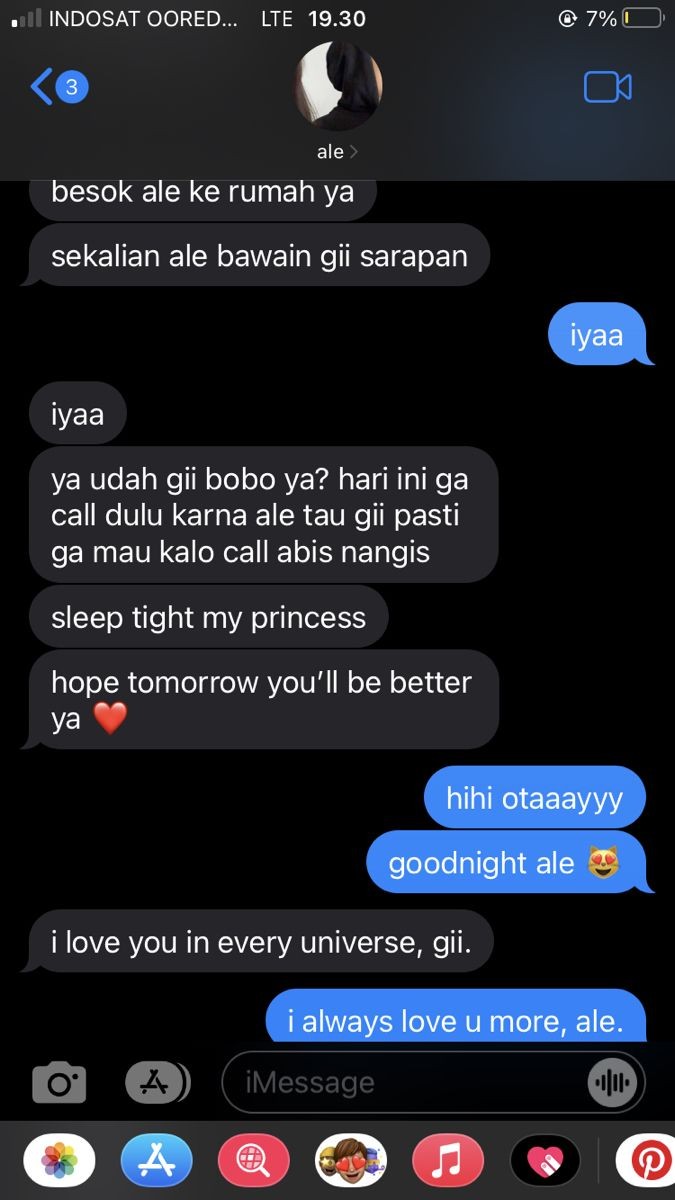 INDOSAT OORED... LTE 19.30 7%
3
ale
besok ale ke rumah ya
sekalian ale bawain gii sarapan
iyaa
iyaa
ya udah gii bobo ya? hari ini ga
call dulu karna ale tau gii pasti
ga mau kalo call abis nangis
sleep tight my princess
hope tomorrow you’ll be better
ya ❤️
hihi otaaayyy
goodnight ale 😻
i love you in every universe, gii.
i always love u more, ale.
iMessage